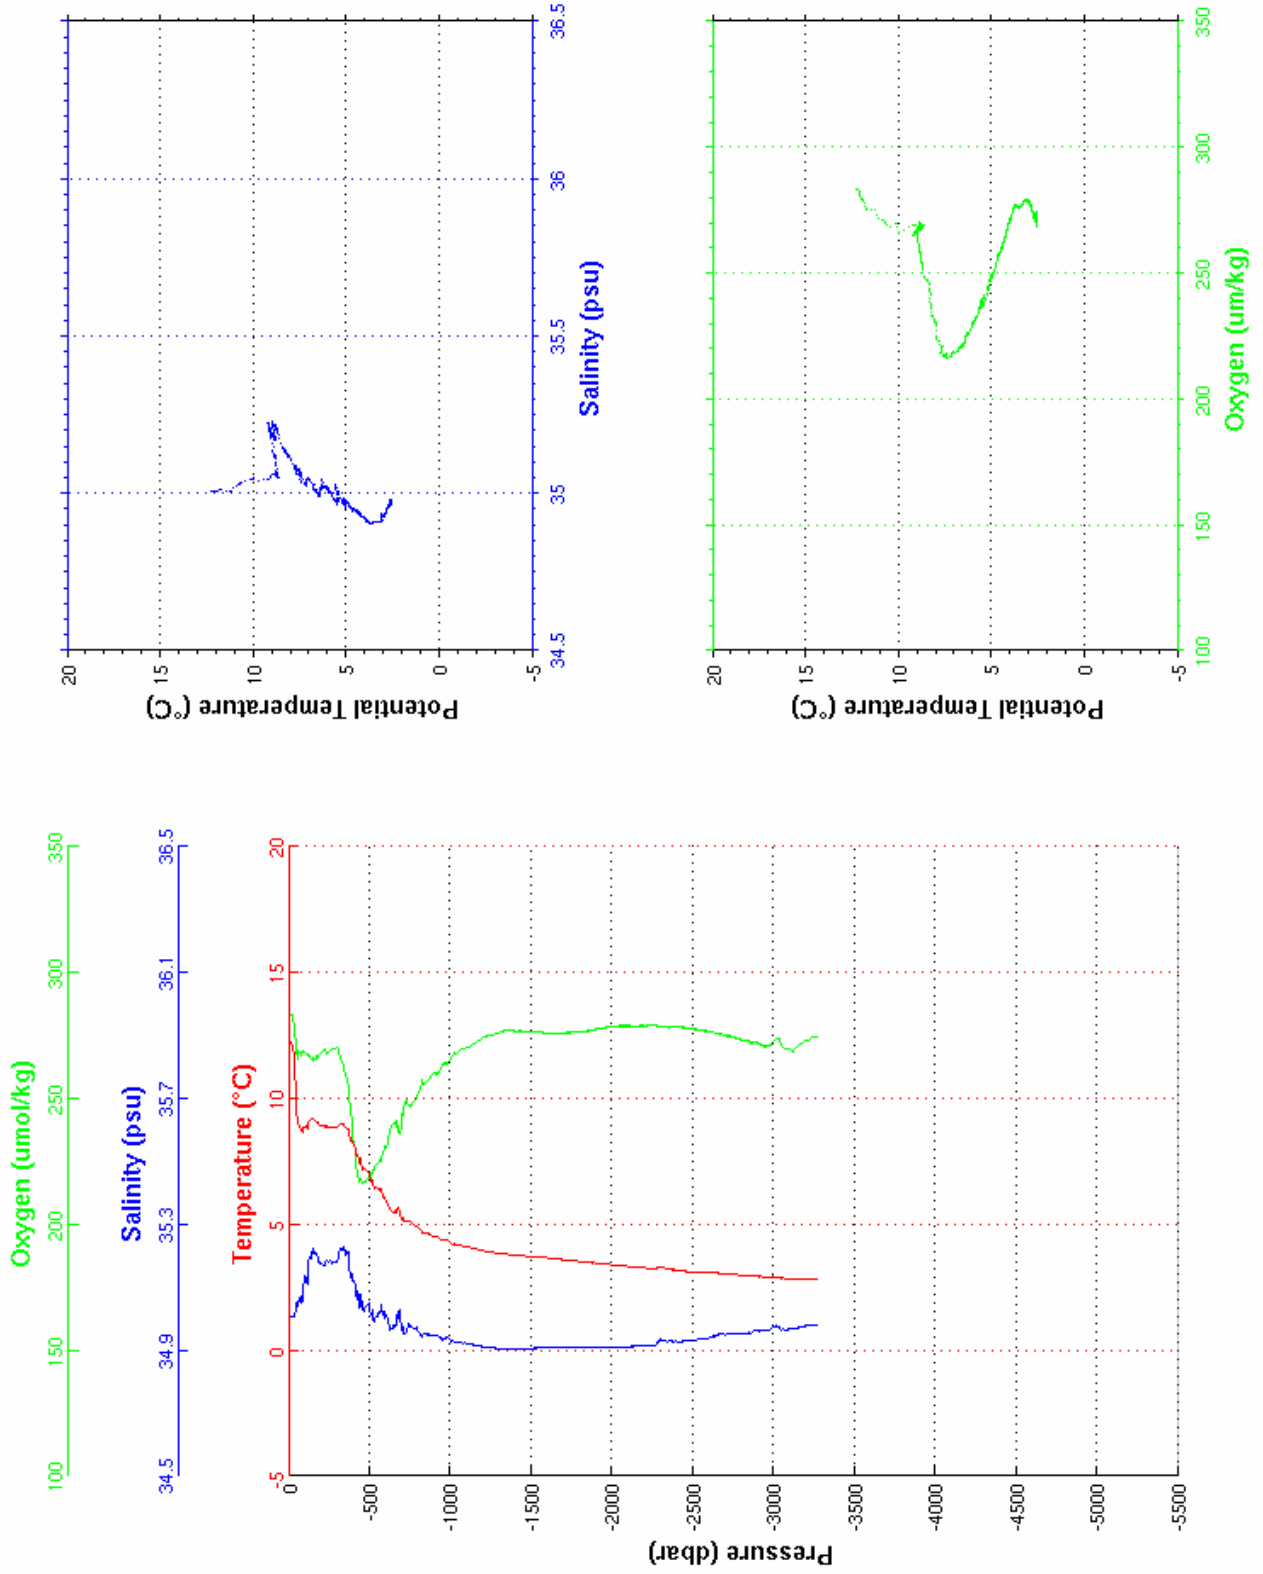 Oxygen (umol/kg)
100 150 200 250 300 350
Salinity (psu)
34.5 34.9 35.3 35.7 36.1 36.5
Temperature (°C)
-5 0 5 10 15 20
0
-500
-1000
-1500
-2000
-2500
-3000
-3500
-4000
-4500
-5000
-5500
Pressure (dbar)
20
15
10
5
0
-5
Potential Temperature (°C)
34.5 35 35.5 36 36.5
Salinity (psu)
20
15
10
5
0
-5
Potential Temperature (°C)
100 150 200 250 300 350
Oxygen (um/kg)